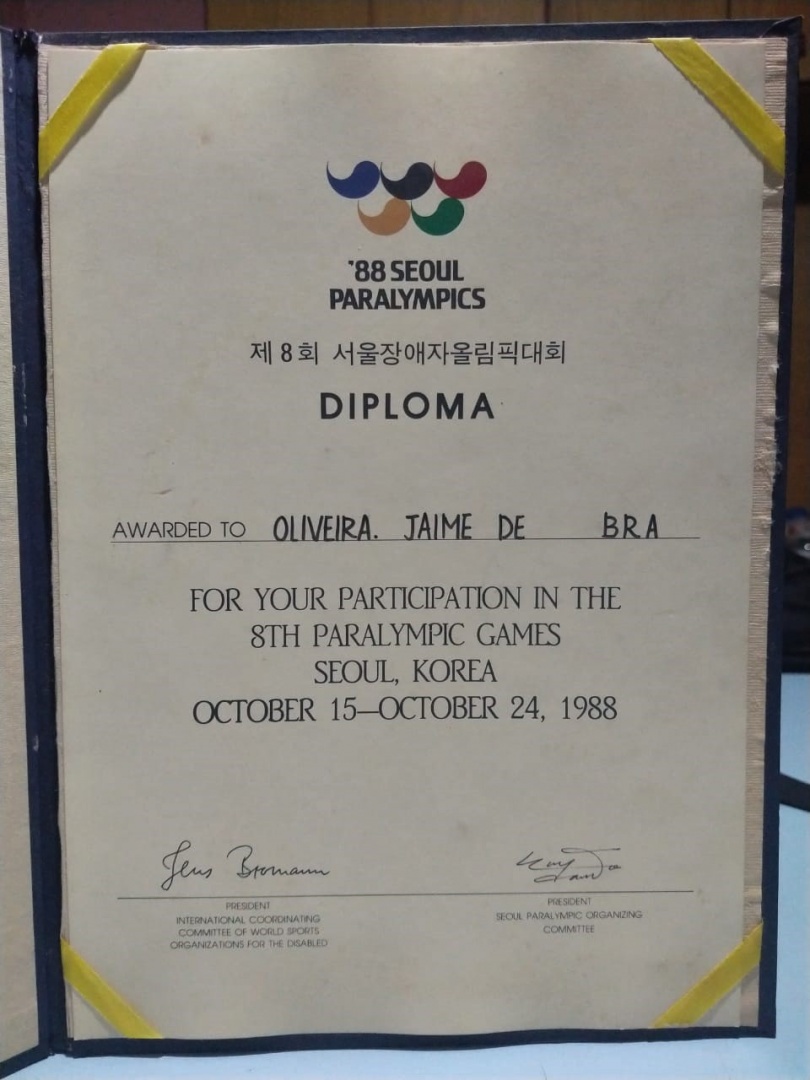 '88 SEOUL
PARALYMPICS
제8회 서울장애자올림픽대회
DIPLOMA
AWARDED TO OLIVEIRA. JAIME DE BRA
FOR YOUR PARTICIPATION IN THE
8TH PARALYMPIC GAMES
SEOUL, KOREA
OCTOBER 15—OCTOBER 24, 1988
Jens Bromann
PRESIDENT
INTERNATIONAL COORDINATING
COMMITTEE OF WORLD SPORTS
ORGANIZATIONS FOR THE DISABLED
PRESIDENT
SEOUL PARALYMPIC ORGANIZING
COMMITTEE